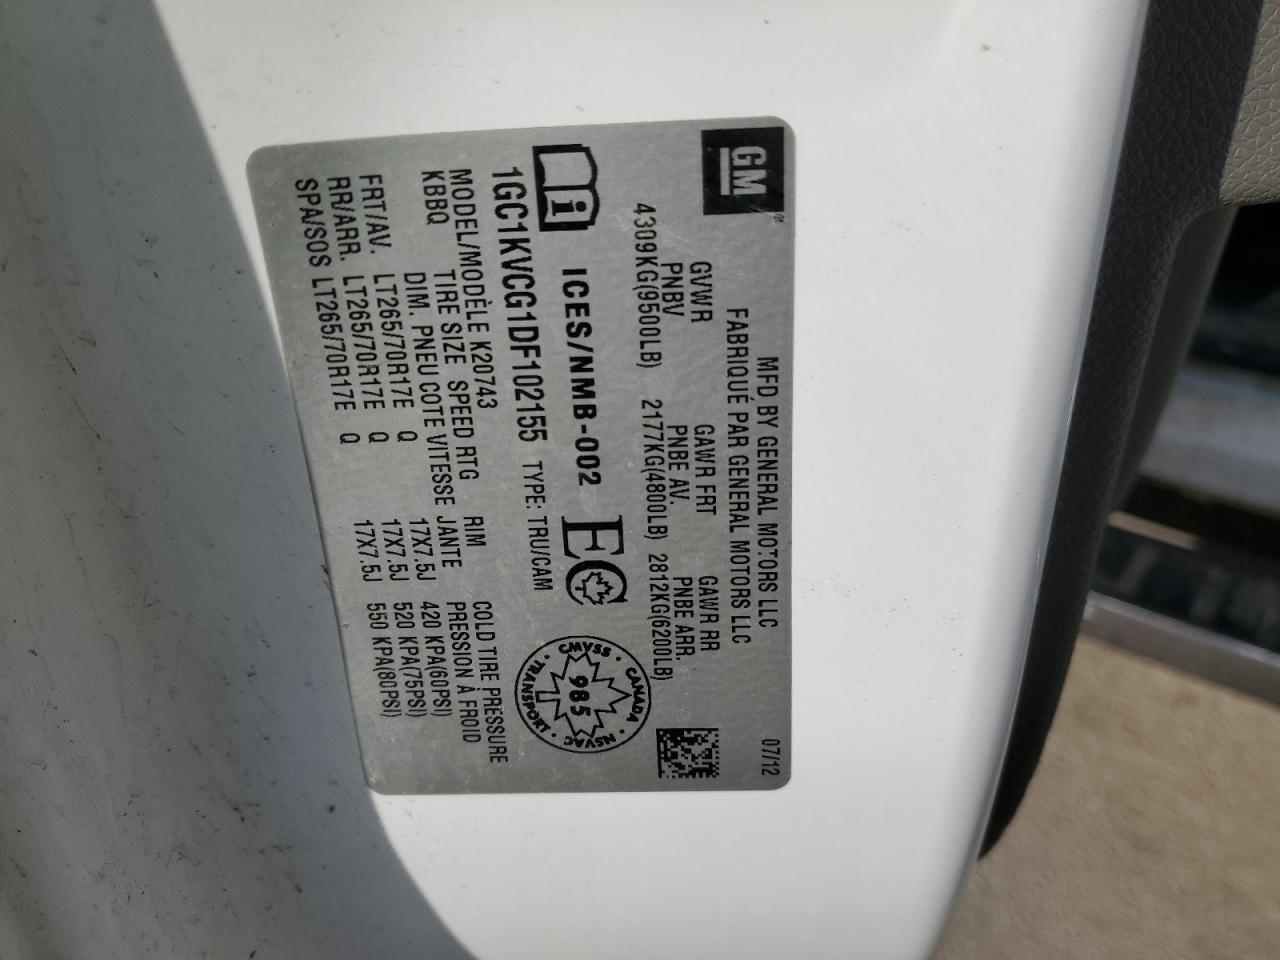 GM
MFD BY GENERAL MOTORS LLC
07/12
FABRIQUÉ PAR GENERAL MOTORS LLC
GVWR GAWR FRT GAWR RR
PNBV PNBE AV. PNBE ARR.
4309KG(9500LB) 2177KG(4800LB) 2812KG(6200LB)
i ICES/NMB-002 EC
CANADA · TRANSPORT · CMVSS · NSVAC
985
1GC1KVCG1DF102155 TYPE: TRU/CAM
MODEL/MODÈLE K20743
KBBQ TIRE SIZE SPEED RTG RIM COLD TIRE PRESSURE
DIM. PNEU COTE VITESSE JANTE PRESSION À FROID
FRT/AV. LT265/70R17E Q 17X7.5J 420 KPA(60PSI)
RR/ARR. LT265/70R17E Q 17X7.5J 520 KPA(75PSI)
SPA/SOS LT265/70R17E Q 17X7.5J 550 KPA(80PSI)